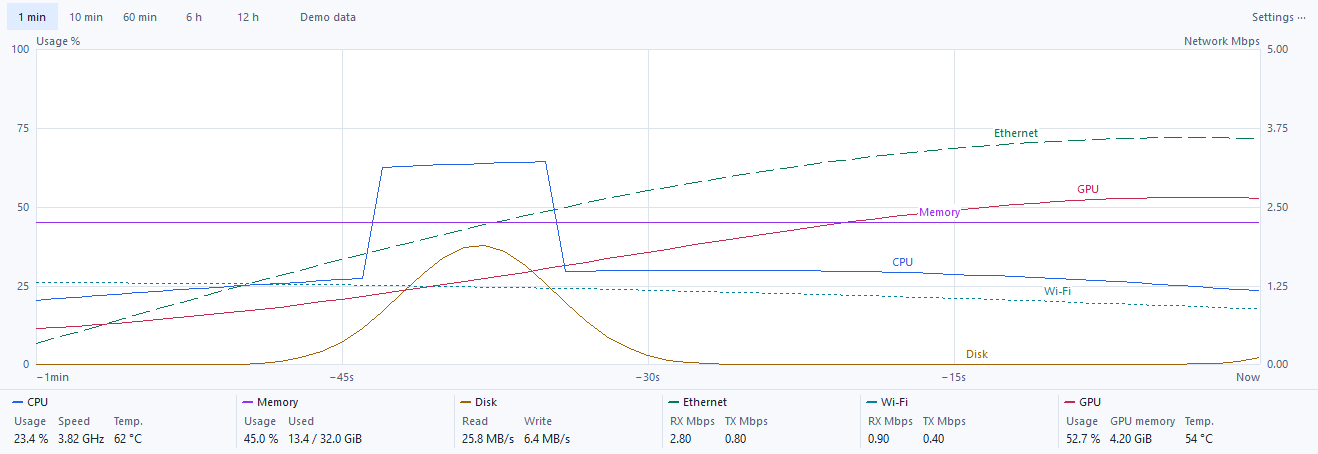 1 min 10 min 60 min 6 h 12 h Demo data Settings ···
Usage % Network Mbps
100 5.00
Ethernet
75 3.75
GPU
50 Memory 2.50
CPU
25 Wi-Fi 1.25
Disk
0 0.00
−1min −45s −30s −15s Now
CPU Memory Disk Ethernet Wi-Fi GPU
Usage Speed Temp. Usage Used Read Write RX Mbps TX Mbps RX Mbps TX Mbps Usage GPU memory Temp.
23.4 % 3.82 GHz 62 °C 45.0 % 13.4 / 32.0 GiB 25.8 MB/s 6.4 MB/s 2.80 0.80 0.90 0.40 52.7 % 4.20 GiB 54 °C